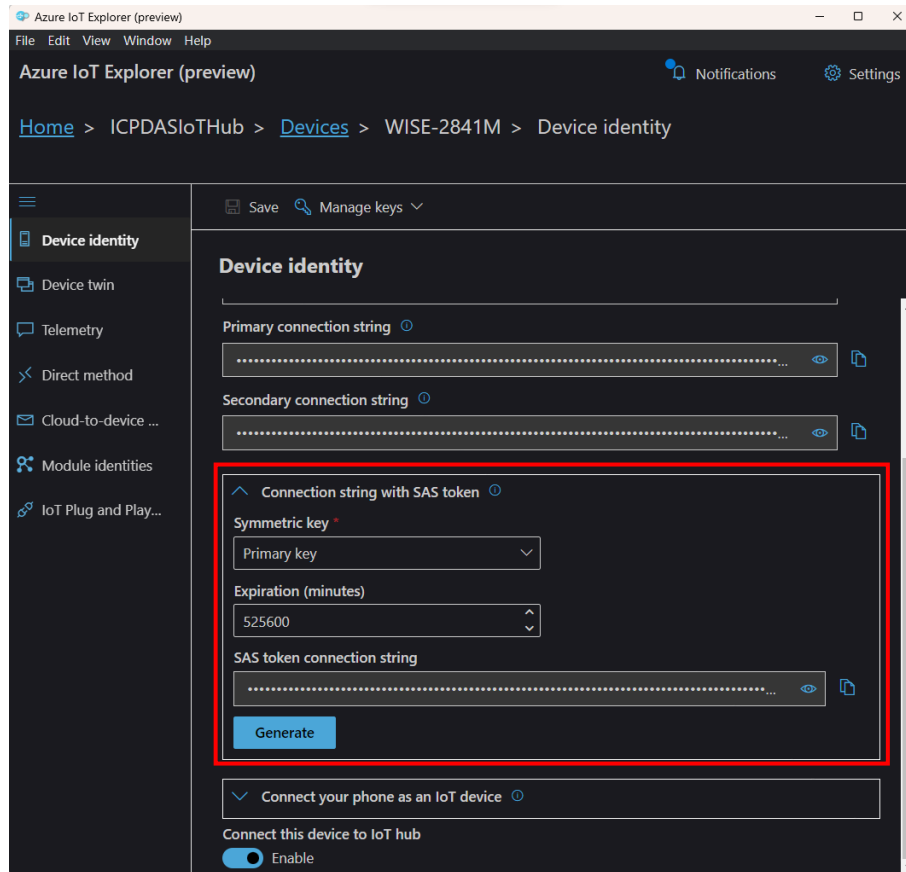 Azure IoT Explorer (preview)
File Edit View Window Help
Azure IoT Explorer (preview)
Notifications
Settings
Home > ICPDASIoTHub > Devices > WISE-2841M > Device identity
Save
Manage keys
Device identity
Device twin
Telemetry
Direct method
Cloud-to-device ...
Module identities
IoT Plug and Play...
Device identity
Primary connection string
••••••••••••••••••••••••••••••••••••••••••••••••••••••••••••••••••••••••••••••••••••••••••...
Secondary connection string
••••••••••••••••••••••••••••••••••••••••••••••••••••••••••••••••••••••••••••••••••••••••••...
Connection string with SAS token
Symmetric key *
Primary key
Expiration (minutes)
525600
SAS token connection string
••••••••••••••••••••••••••••••••••••••••••••••••••••••••••••••••••••••••••••••••••••••...
Generate
Connect your phone as an IoT device
Connect this device to IoT hub
Enable